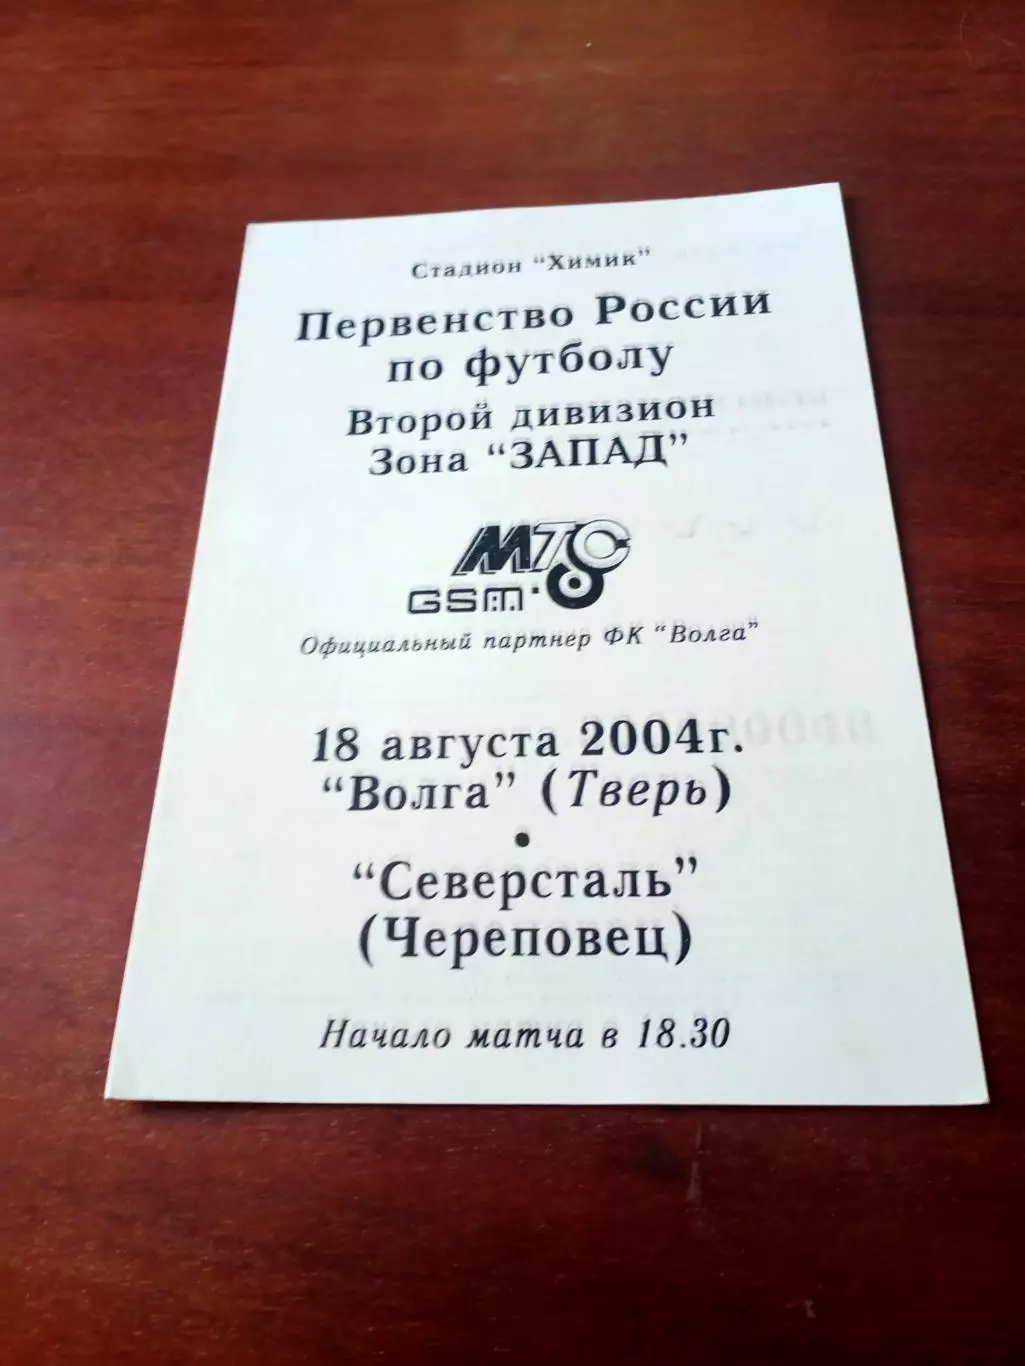 Стадион “Химик”
Первенство России
по футболу
Второй дивизион
Зона “ЗАПАД”
МТС
GSM
Официальный партнер ФК “Волга”
18 августа 2004г.
“Волга” (Тверь)
•
“Северсталь”
(Череповец)
Начало матча в 18.30